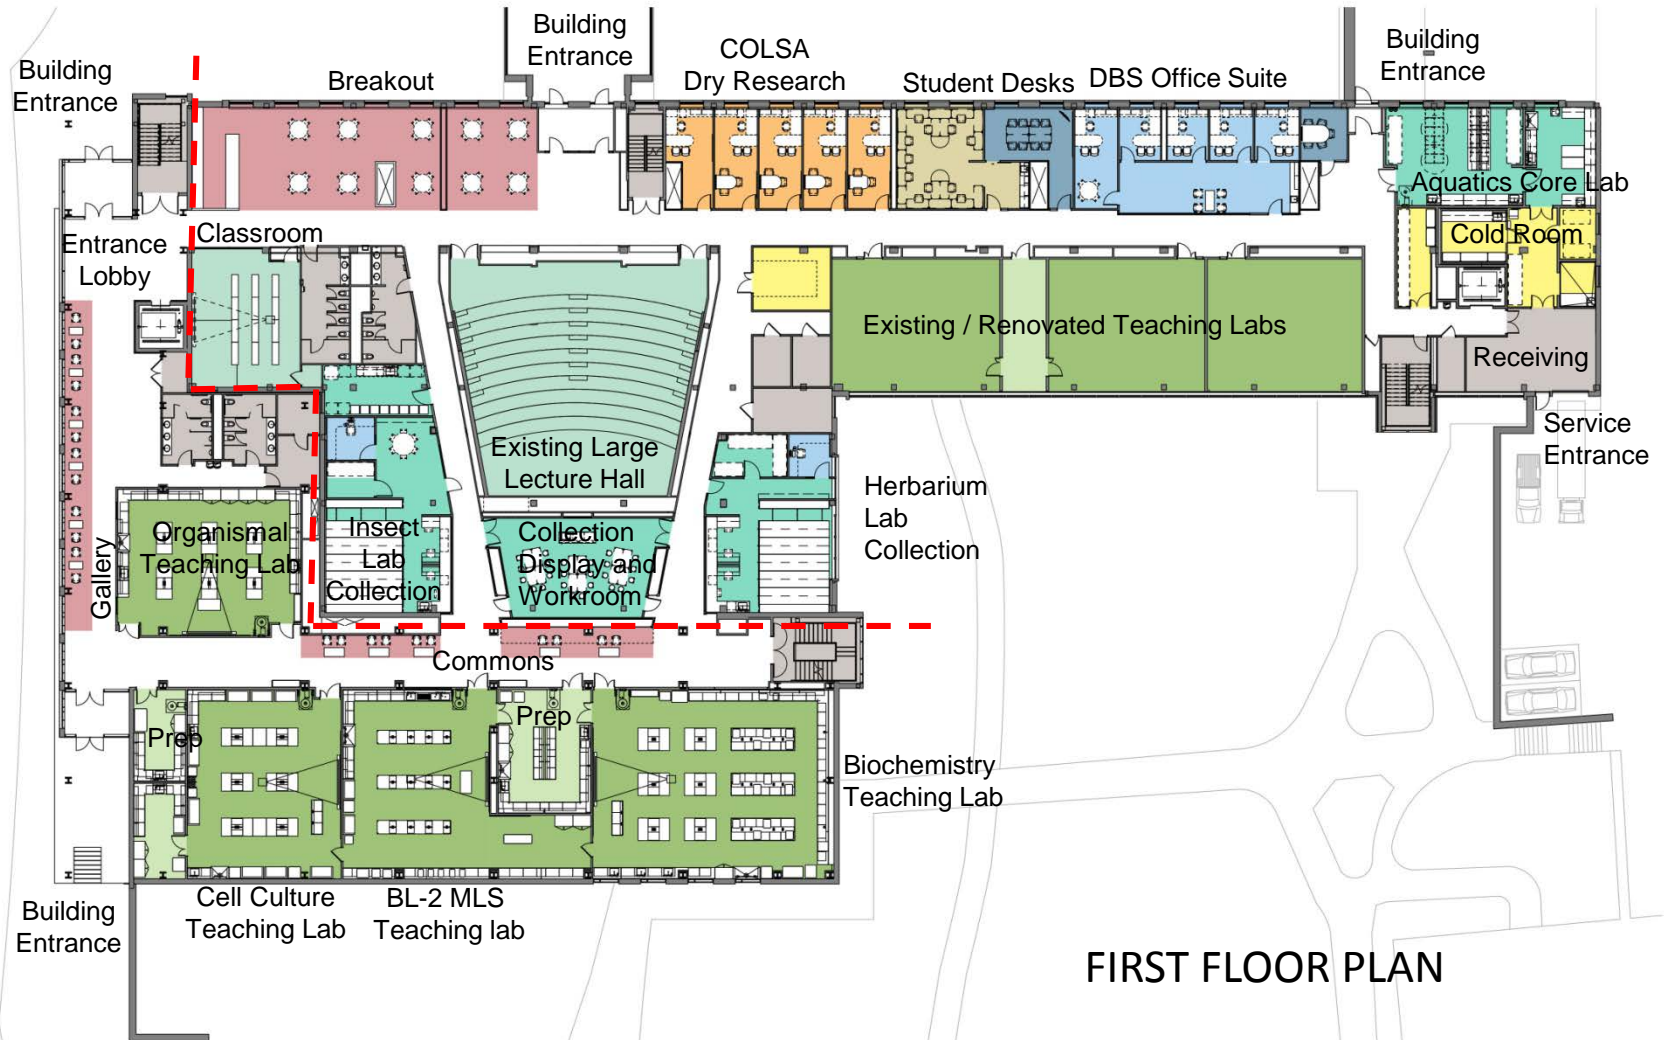 Building
Entrance
Building
Entrance
Breakout
COLSA
Dry Research
Student Desks
DBS Office Suite
Building
Entrance
Aquatics Core Lab
Entrance
Lobby
Classroom
Cold Room
Existing / Renovated Teaching Labs
Receiving
Service
Entrance
Existing Large
Lecture Hall
Herbarium
Lab
Collection
Organismal
Teaching Lab
Insect
Lab
Collection
Collection
Display and
Workroom
Gallery
Commons
Prep
Prep
Biochemistry
Teaching Lab
Cell Culture
Teaching Lab
BL-2 MLS
Teaching lab
Building
Entrance
FIRST FLOOR PLAN